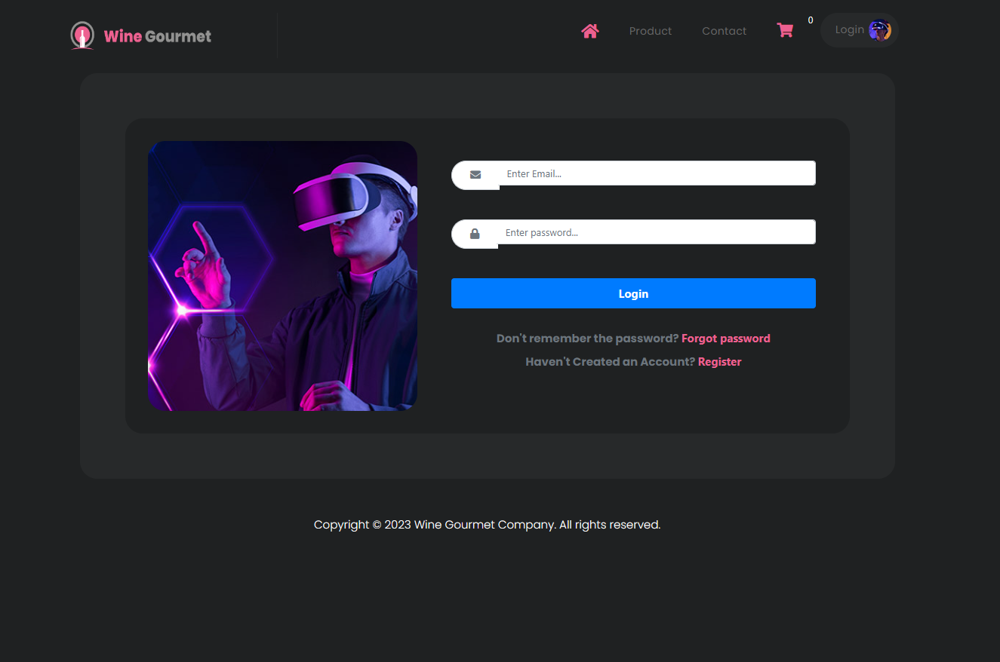 Wine Gourmet
Product
Contact
0
Login
Enter Email...
Enter password...
Login
Don't remember the password? Forgot password
Haven't Created an Account? Register
Copyright © 2023 Wine Gourmet Company. All rights reserved.